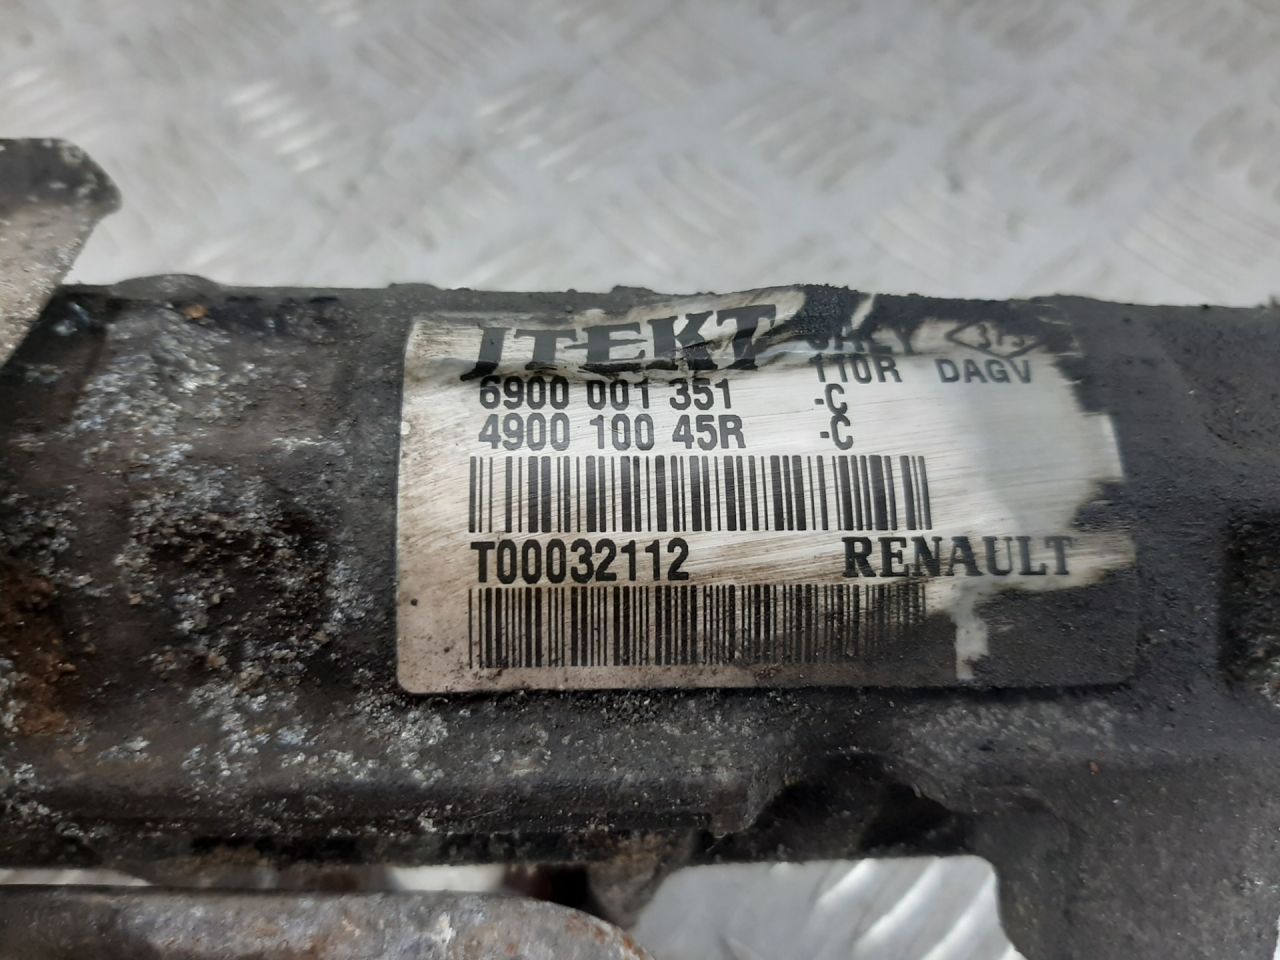 JTEKT
110R DAGV
6900 001 351 -C
4900 100 45R -C
T00032112 RENAULT